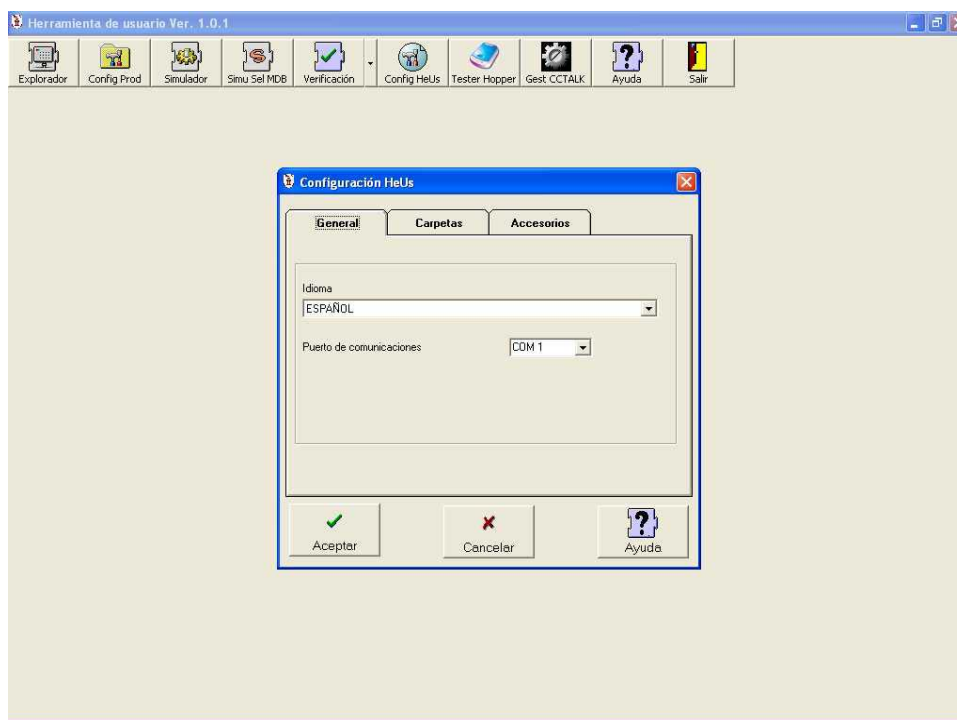 Herramienta de usuario Ver. 1.0.1
Explorador Config Prod Simulador Simu Sel MDB Verificación Config HeUs Tester Hopper Gest CCTALK Ayuda Salir
Configuración HeUs
General Carpetas Accesorios
Idioma
ESPAÑOL
Puerto de comunicaciones COM 1
Aceptar Cancelar Ayuda